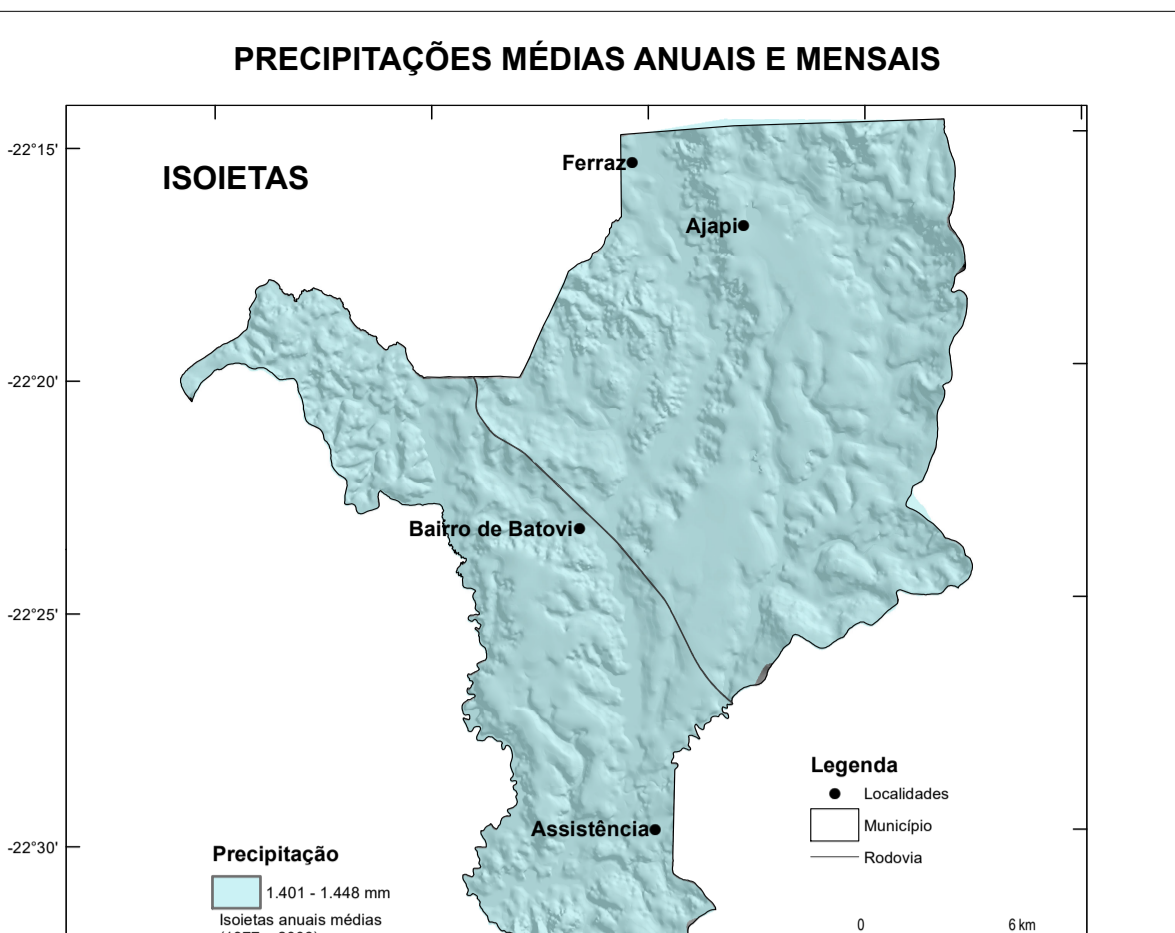 PRECIPITAÇÕES MÉDIAS ANUAIS E MENSAIS
-22°15'
ISOIETAS
Ferraz
Ajapi
-22°20'
Bairro de Batovi
-22°25'
Legenda
Localidades
Município
Rodovia
Assistência
-22°30'
Precipitação
1.401 - 1.448 mm
Isoietas anuais médias
0 6 km